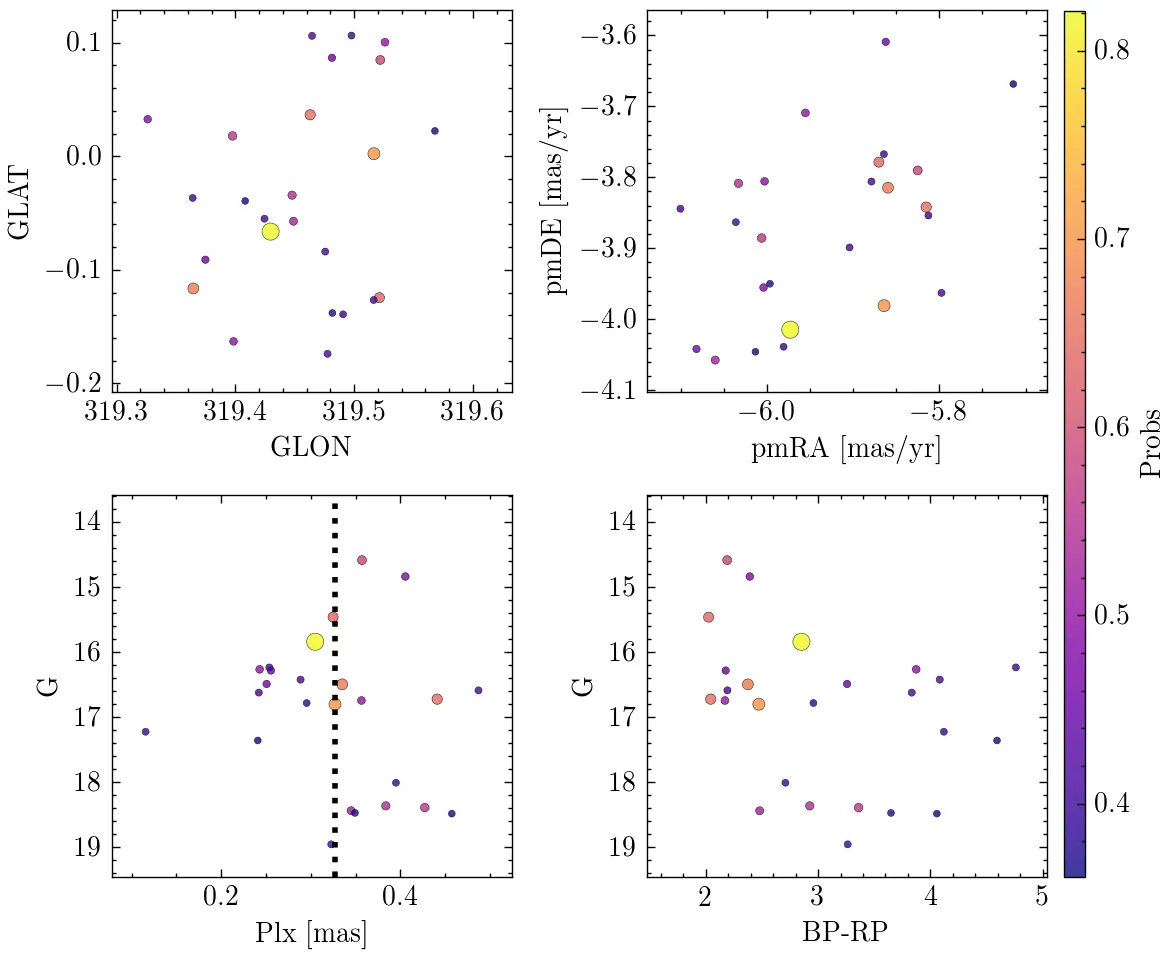 0.1
0.0
−0.1
−0.2
GLAT
319.3 319.4 319.5 319.6
GLON
−3.6
−3.7
−3.8
−3.9
−4.0
−4.1
pmDE [mas/yr]
−6.0 −5.8
pmRA [mas/yr]
14
15
16
17
18
19
G
0.2 0.4
Plx [mas]
14
15
16
17
18
19
G
2 3 4 5
BP-RP
0.8
0.7
0.6
0.5
0.4
Probs